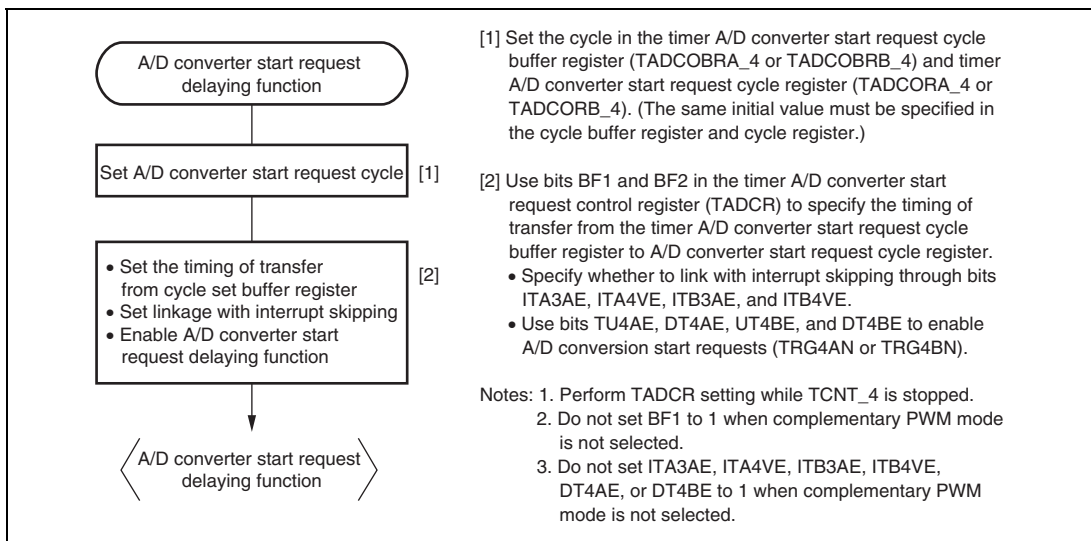 A/D converter start request
delaying function
Set A/D converter start request cycle [1]
• Set the timing of transfer
from cycle set buffer register
• Set linkage with interrupt skipping
• Enable A/D converter start
request delaying function
[2]
A/D converter start request
delaying function
[1] Set the cycle in the timer A/D converter start request cycle
buffer register (TADCOBRA_4 or TADCOBRB_4) and timer
A/D converter start request cycle register (TADCORA_4 or
TADCORB_4). (The same initial value must be specified in
the cycle buffer register and cycle register.)
[2] Use bits BF1 and BF2 in the timer A/D converter start
request control register (TADCR) to specify the timing of
transfer from the timer A/D converter start request cycle
buffer register to A/D converter start request cycle register.
• Specify whether to link with interrupt skipping through bits
ITA3AE, ITA4VE, ITB3AE, and ITB4VE.
• Use bits TU4AE, DT4AE, UT4BE, and DT4BE to enable
A/D conversion start requests (TRG4AN or TRG4BN).
Notes: 1. Perform TADCR setting while TCNT_4 is stopped.
2. Do not set BF1 to 1 when complementary PWM mode
is not selected.
3. Do not set ITA3AE, ITA4VE, ITB3AE, ITB4VE,
DT4AE, or DT4BE to 1 when complementary PWM
mode is not selected.